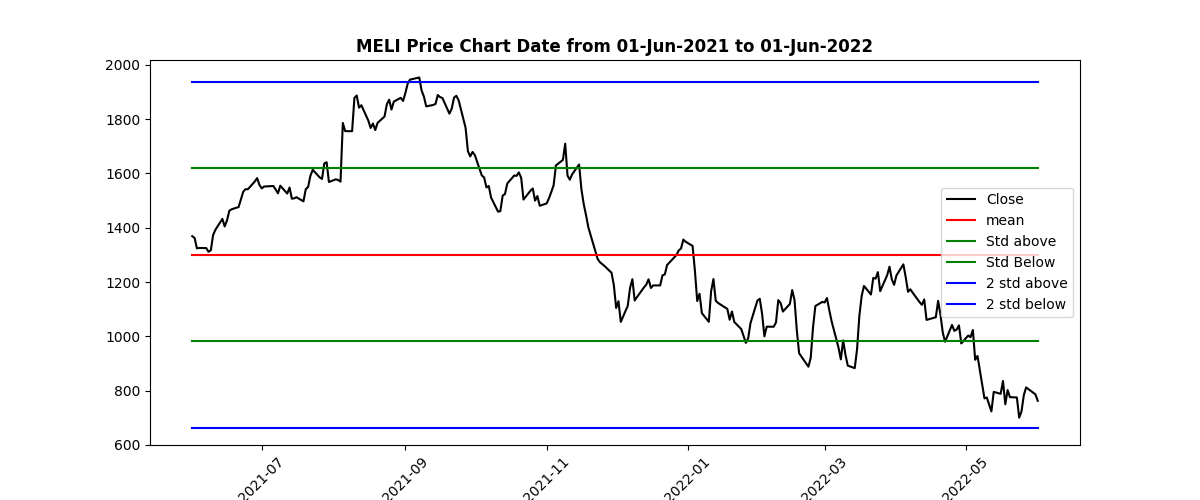 MELI Price Chart Date from 01-Jun-2021 to 01-Jun-2022
2000
1800
1600
1400
1200
1000
800
600
Close
mean
Std above
Std Below
2 std above
2 std below
2021-07
2021-09
2021-11
2022-01
2022-03
2022-05